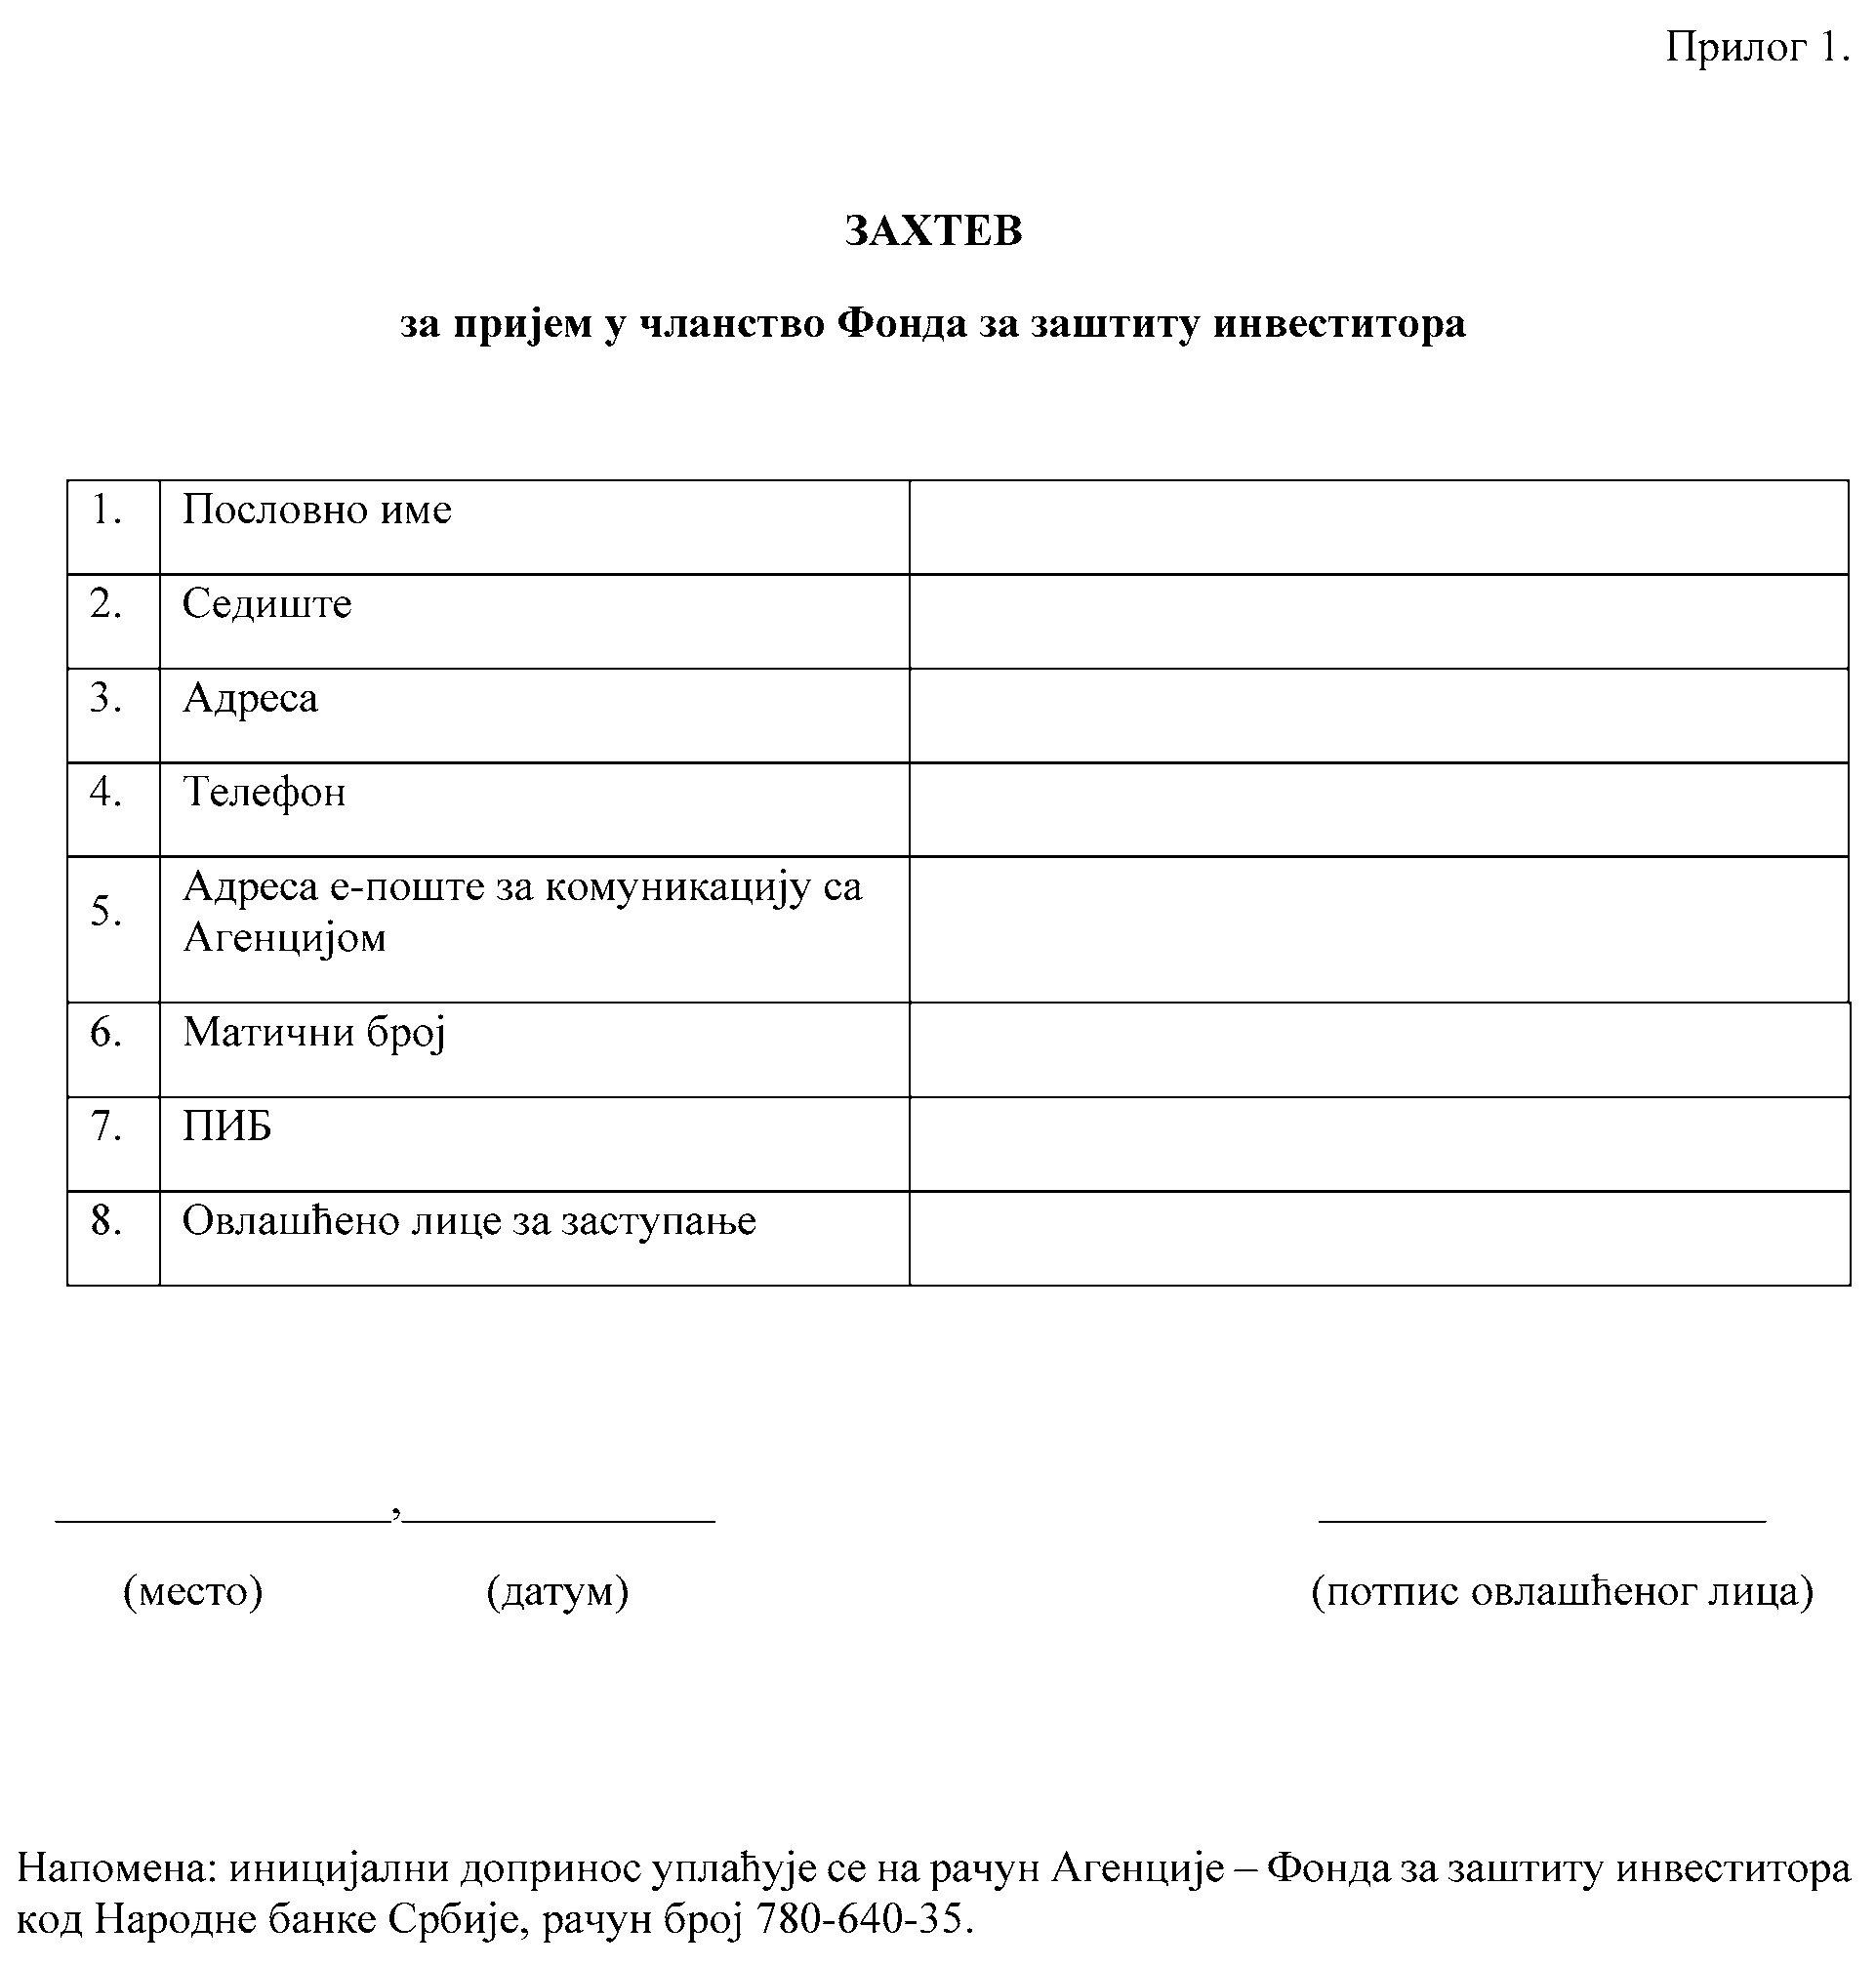 Прилог 1.
ЗАХТЕВ
за пријем у чланство Фонда за заштиту инвеститора
1. Пословно име
2. Седиште
3. Адреса
4. Телефон
5. Адреса е-поште за комуникацију са
Агенцијом
6. Матични број
7. ПИБ
8. Овлашћено лице за заступање
_______________,______________ ____________________
(место) (датум) (потпис овлашћеног лица)
Напомена: иницијални допринос уплаћује се на рачун Агенције – Фонда за заштиту инвеститора
код Народне банке Србије, рачун број 780-640-35.